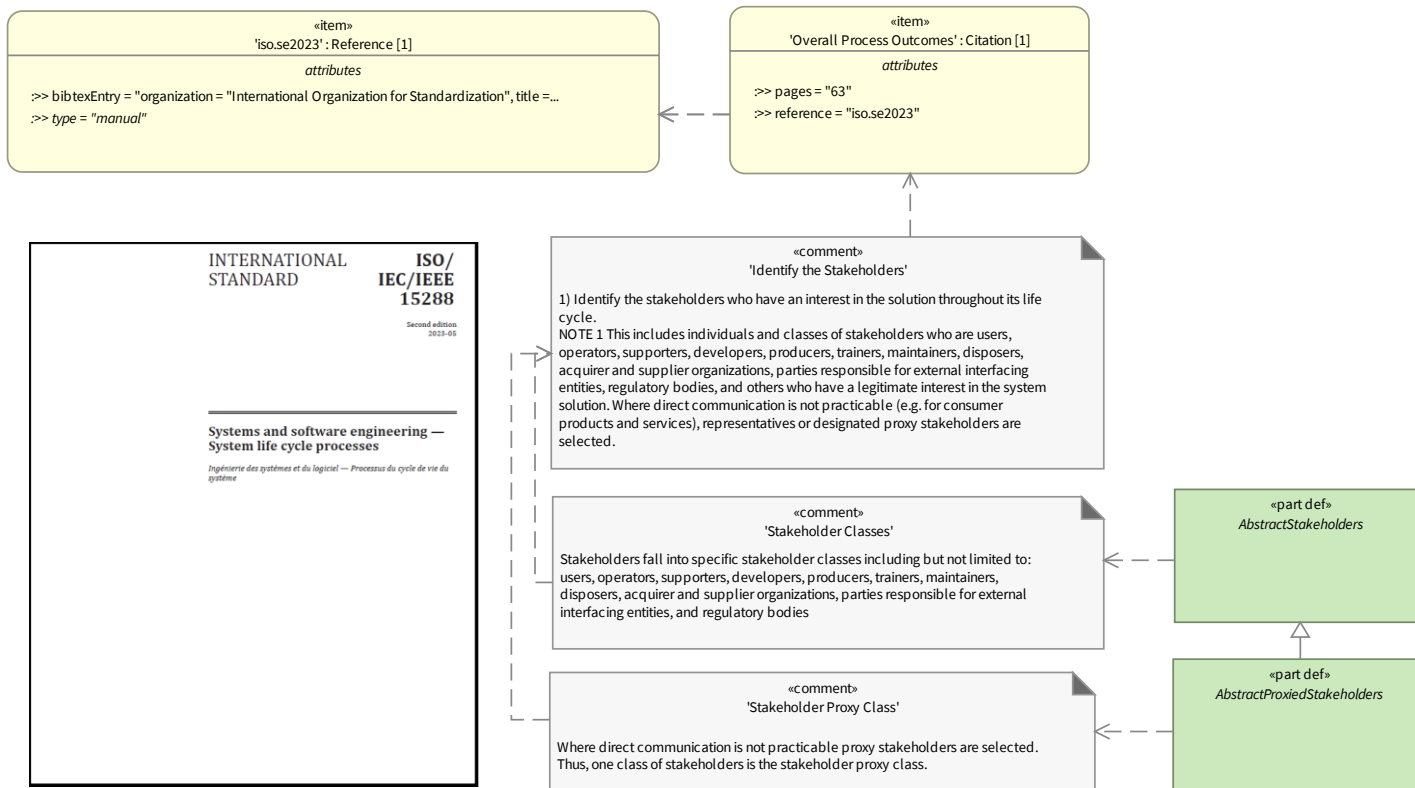 «item»
'iso.se2023' : Reference [1]
attributes
:>> bibtexEntry = "organization = "International Organization for Standardization", title =...
:>> type = "manual"
«item»
'Overall Process Outcomes' : Citation [1]
attributes
:>> pages = "63"
:>> reference = "iso.se2023"
INTERNATIONAL
STANDARD
ISO/
IEC/IEEE
15288
Second edition
2023-05
Systems and software engineering —
System life cycle processes
Ingénierie des systèmes et du logiciel — Processus du cycle de vie du
système
«comment»
'Identify the Stakeholders'
1) Identify the stakeholders who have an interest in the solution throughout its life
cycle.
NOTE 1 This includes individuals and classes of stakeholders who are users,
operators, supporters, developers, producers, trainers, maintainers, disposers,
acquirer and supplier organizations, parties responsible for external interfacing
entities, regulatory bodies, and others who have a legitimate interest in the system
solution. Where direct communication is not practicable (e.g. for consumer
products and services), representatives or designated proxy stakeholders are
selected.
«comment»
'Stakeholder Classes'
Stakeholders fall into specific stakeholder classes including but not limited to:
users, operators, supporters, developers, producers, trainers, maintainers,
disposers, acquirer and supplier organizations, parties responsible for external
interfacing entities, and regulatory bodies
«part def»
AbstractStakeholders
«comment»
'Stakeholder Proxy Class'
Where direct communication is not practicable proxy stakeholders are selected.
Thus, one class of stakeholders is the stakeholder proxy class.
«part def»
AbstractProxiedStakeholders